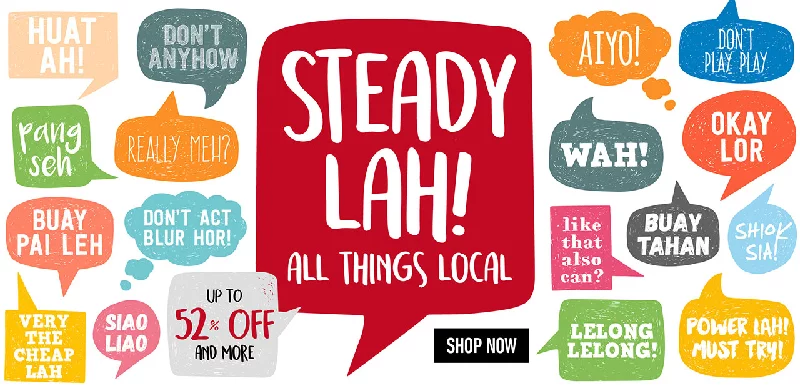 HUAT
AH!
DON'T
ANYHOW
pang
seh
REALLY MEH?
BUAY
PAI LEH
DON'T ACT
BLUR HOR!
VERY
THE
CHEAP
LAH
SIAO
LIAO
UP TO
52% OFF
AND MORE
STEADY
LAH!
ALL THINGS LOCAL
SHOP NOW
AIYO!
DON'T
PLAY PLAY
WAH!
OKAY
LOR
like
that
also
can?
BUAY
TAHAN
SHIOK
SIA!
LELONG
LELONG!
POWER LAH!
MUST TRY!